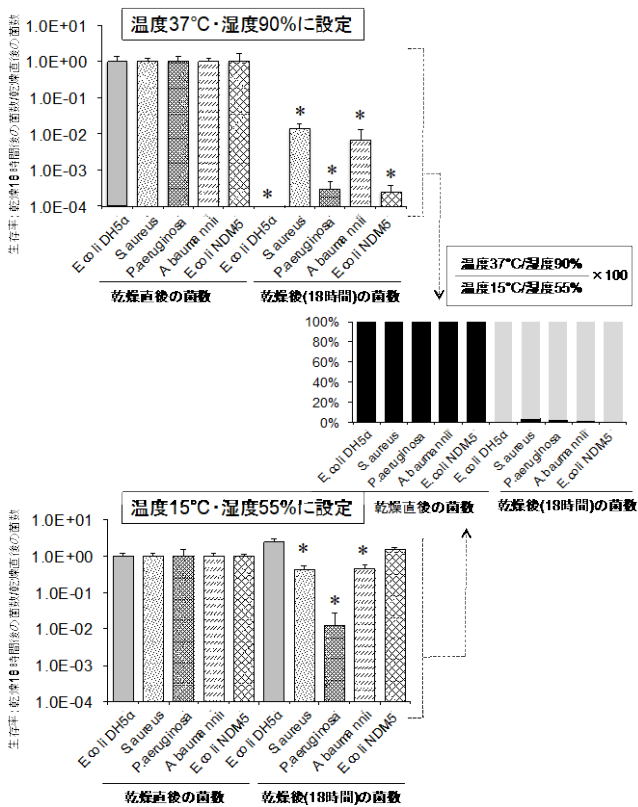 温度37℃・湿度90%に設定
生存率:乾燥18時間後の菌数/乾燥直後の菌数
1.0E+01
1.0E+00
1.0E-01
1.0E-02
1.0E-03
1.0E-04
* * * * *
E coli DH5α
S.aureus
P.aeruginosa
A baumannii
E coli NDM5
E coli DH5α
S.aureus
P.aeruginosa
A baumannii
E coli NDM5
乾燥直後の菌数
乾燥後(18時間)の菌数
温度37℃/湿度90%
温度15℃/湿度55%
×100
100%
80%
60%
40%
20%
0%
E coli DH5α
S.aureus
P.aeruginosa
A baumannii
E coli NDM5
E coli DH5α
S.aureus
P.aeruginosa
A baumannii
E coli NDM5
乾燥直後の菌数
乾燥後(18時間)の菌数
温度15℃・湿度55%に設定
生存率:乾燥18時間後の菌数/乾燥直後の菌数
1.0E+01
1.0E+00
1.0E-01
1.0E-02
1.0E-03
1.0E-04
* * *
E coli DH5α
S.aureus
P.aeruginosa
A baumannii
E coli NDM5
E coli DH5α
S.aureus
P.aeruginosa
A baumannii
E coli NDM5
乾燥直後の菌数
乾燥後(18時間)の菌数